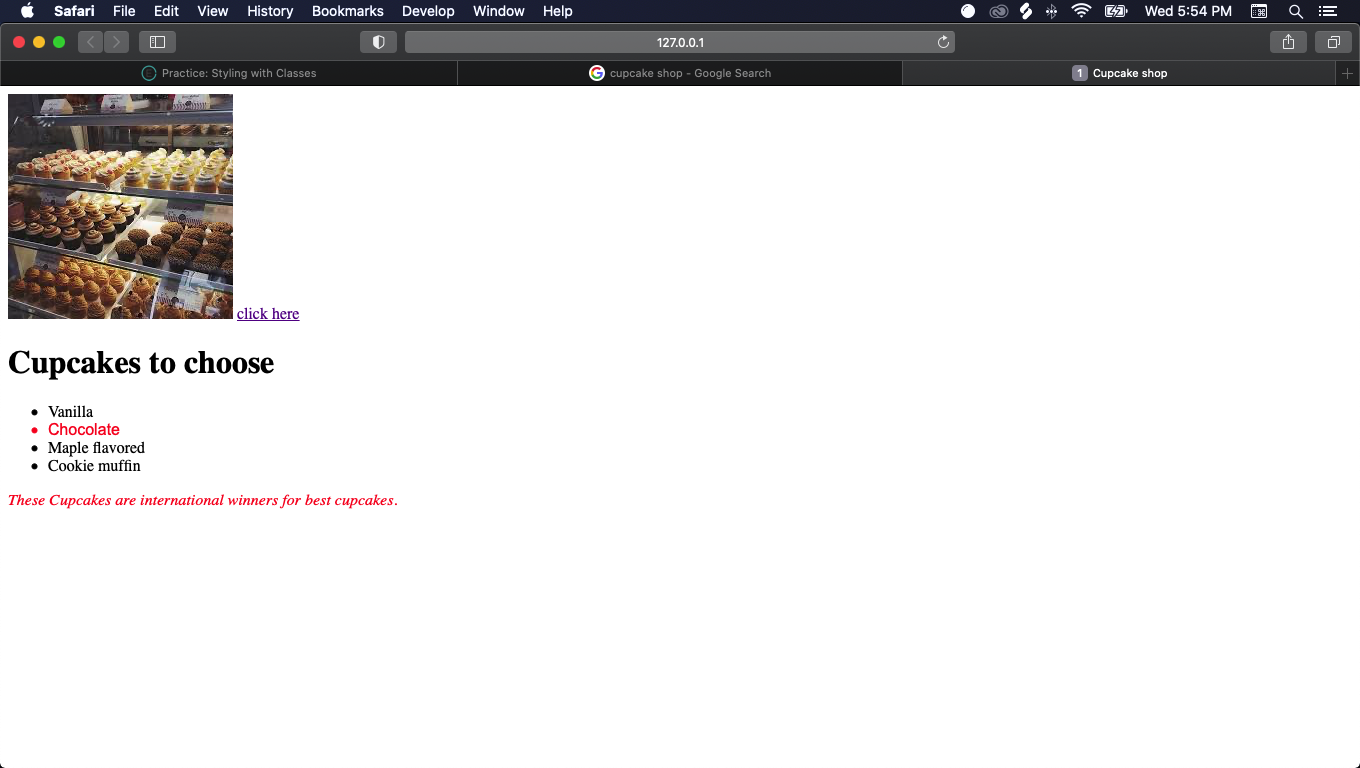 Safari File Edit View History Bookmarks Develop Window Help Wed 5:54 PM
127.0.0.1
Practice: Styling with Classes
cupcake shop - Google Search
1 Cupcake shop
click here
Cupcakes to choose
• Vanilla
• Chocolate
• Maple flavored
• Cookie muffin
These Cupcakes are international winners for best cupcakes.